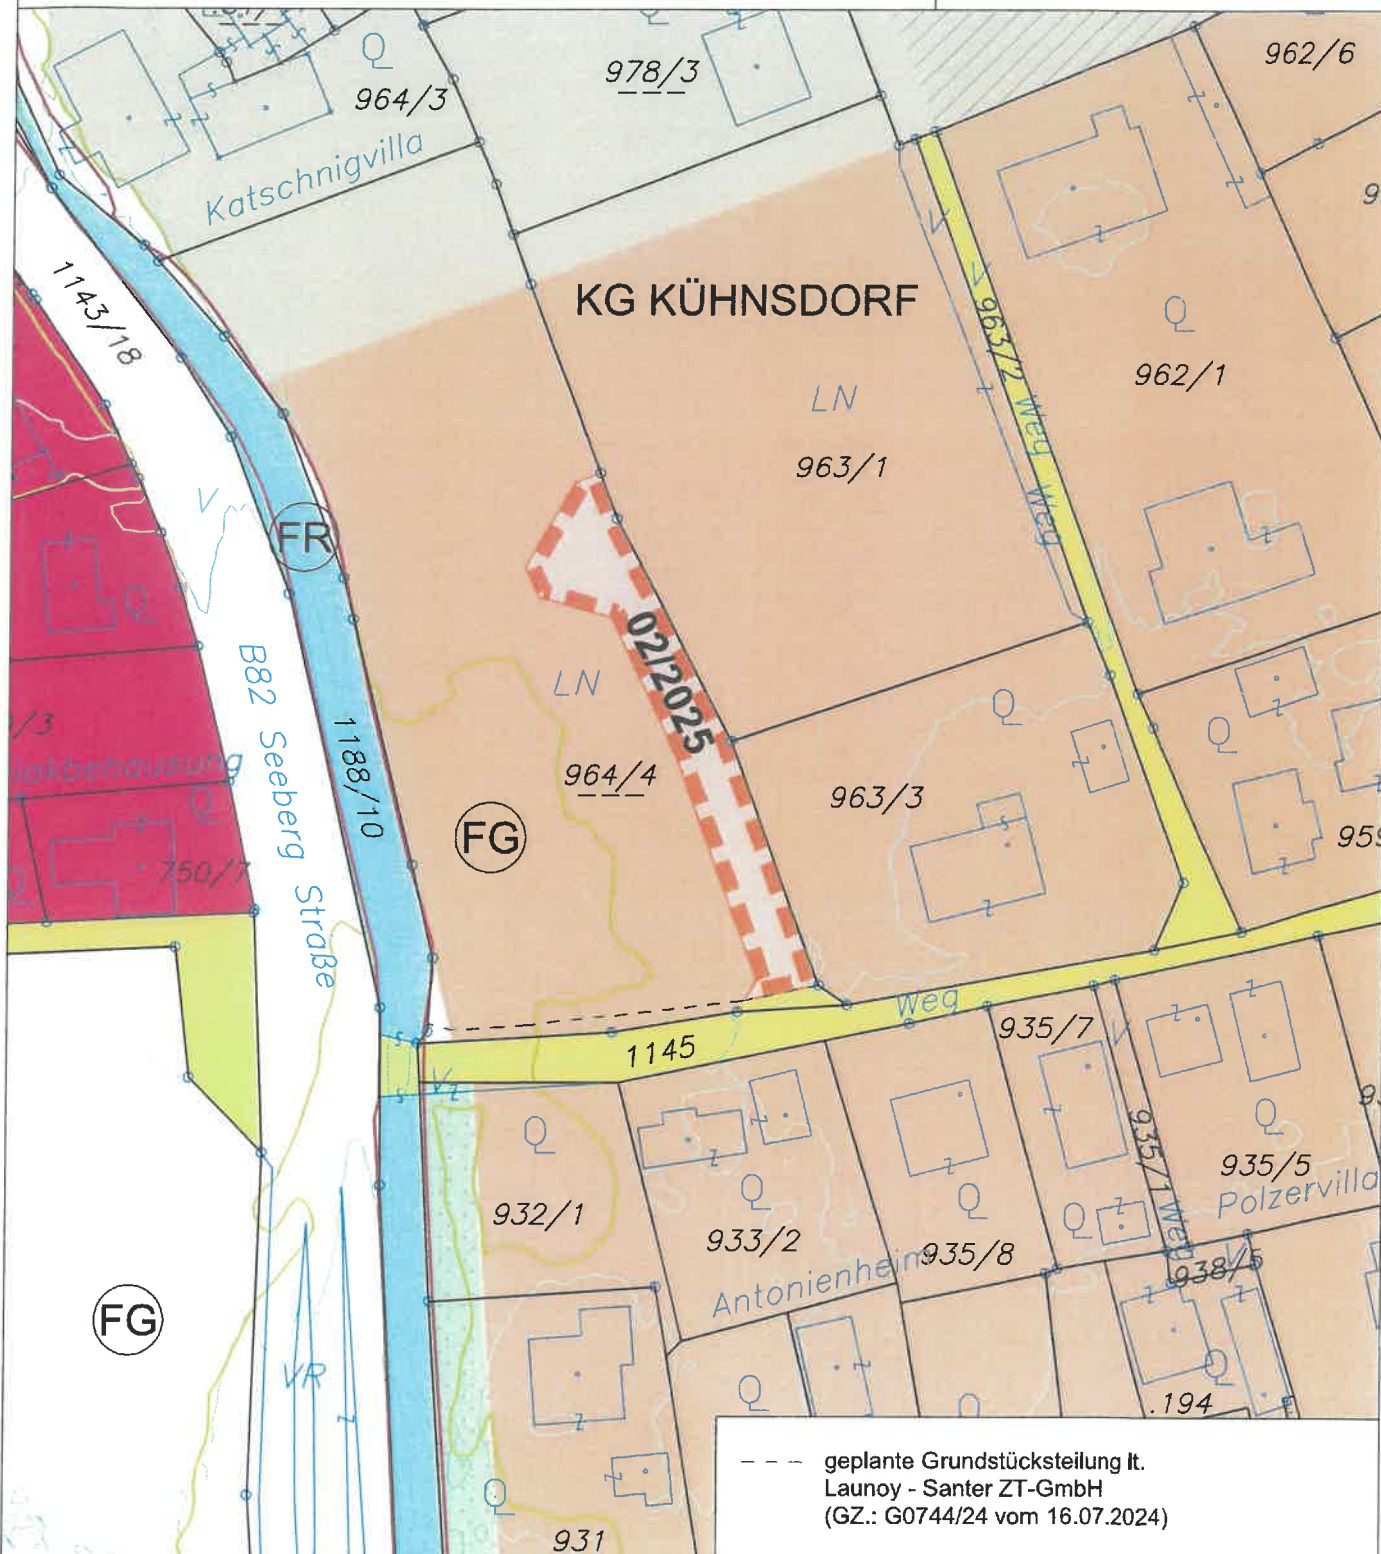 962/6
Q
978/3
964/3
Katschnigvilla
KG KÜHNSDORF
1143/18
V
V
963/2 Weg
Weg
Q
962/1
LN
963/1
V
FR
Q
02/2025
B82 Seeberg Straße
LN
Q
Q
1188/10
964/4
963/3
Q
FG
750/7
Weg
935/7
1145
V
V
Q
935/1 Weg
Q
935/5
Polzervilla
932/1
Q
933/2
Q
935/8
Q
Antonienheim
V
938/5
FG
VR
Q
Q
.194
Q
931
geplante Grundstücksteilung lt.
Launoy - Santer ZT-GmbH
(GZ.: G0744/24 vom 16.07.2024)